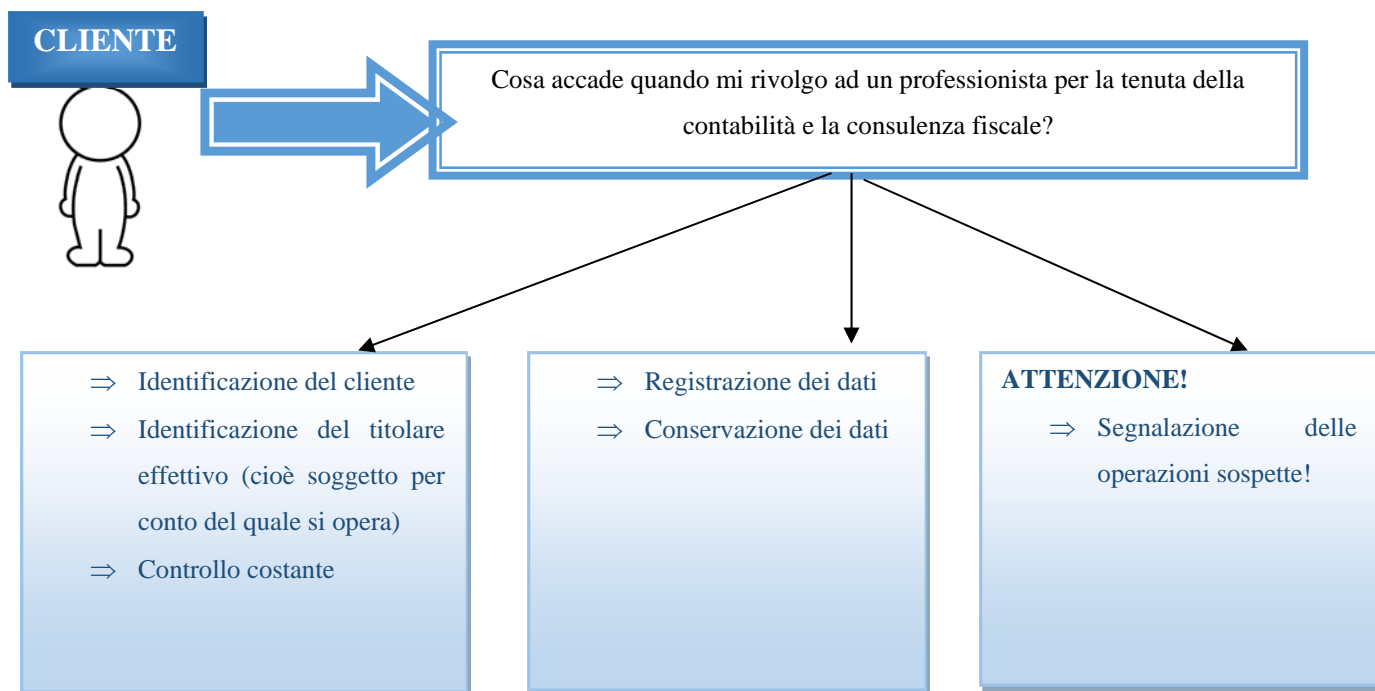 CLIENTE
Cosa accade quando mi rivolgo ad un professionista per la tenuta della
contabilità e la consulenza fiscale?
⇒ Identificazione del cliente
⇒ Identificazione del titolare
effettivo (cioè soggetto per
conto del quale si opera)
⇒ Controllo costante
⇒ Registrazione dei dati
⇒ Conservazione dei dati
ATTENZIONE!
⇒ Segnalazione delle
operazioni sospette!